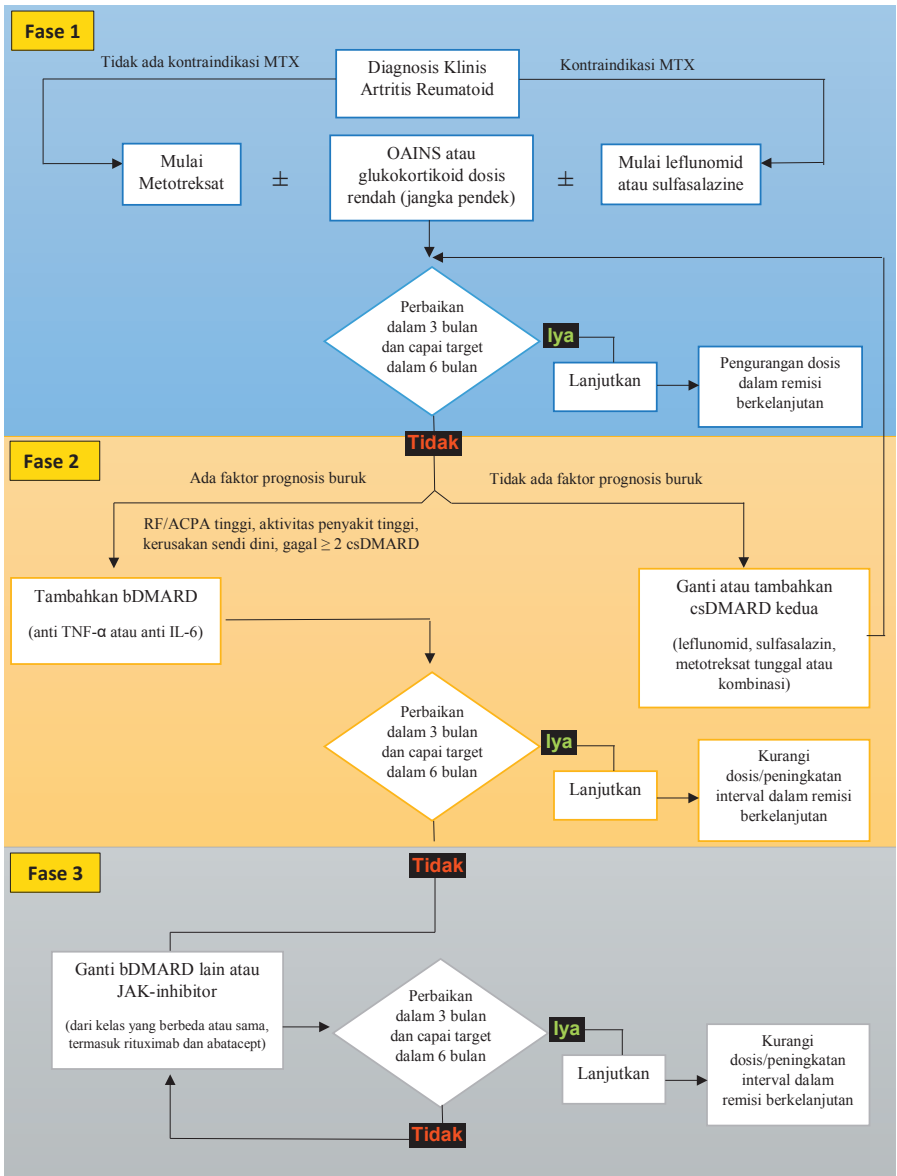 Fase 1
Tidak ada kontraindikasi MTX
Diagnosis Klinis
Artritis Reumatoid
Kontraindikasi MTX
Mulai
Metotreksat
±
OAINS atau
glukokortikoid dosis
rendah (jangka pendek)
±
Mulai leflunomid
atau sulfasalazine
Perbaikan
dalam 3 bulan
dan capai target
dalam 6 bulan
Iya
Lanjutkan
Pengurangan dosis
dalam remisi
berkelanjutan
Tidak
Fase 2
Ada faktor prognosis buruk
Tidak ada faktor prognosis buruk
RF/ACPA tinggi, aktivitas penyakit tinggi,
kerusakan sendi dini, gagal ≥ 2 csDMARD
Tambahkan bDMARD
(anti TNF-α atau anti IL-6)
Ganti atau tambahkan
csDMARD kedua
(leflunomid, sulfasalazin,
metotreksat tunggal atau
kombinasi)
Perbaikan
dalam 3 bulan
dan capai target
dalam 6 bulan
Iya
Lanjutkan
Kurangi
dosis/peningkatan
interval dalam remisi
berkelanjutan
Tidak
Fase 3
Ganti bDMARD lain atau
JAK-inhibitor
(dari kelas yang berbeda atau sama,
termasuk rituximab dan abatacept)
Perbaikan
dalam 3 bulan
dan capai target
dalam 6 bulan
Iya
Lanjutkan
Kurangi
dosis/peningkatan
interval dalam
remisi berkelanjutan
Tidak